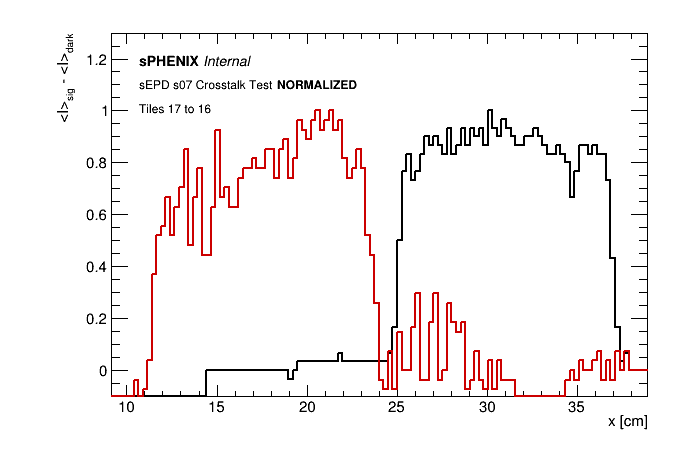 sPHENIX Internal
sEPD s07 Crosstalk Test NORMALIZED
Tiles 17 to 16
<I>sig - <I>dark
1.2
1
0.8
0.6
0.4
0.2
0
10 15 20 25 30 35
x [cm]